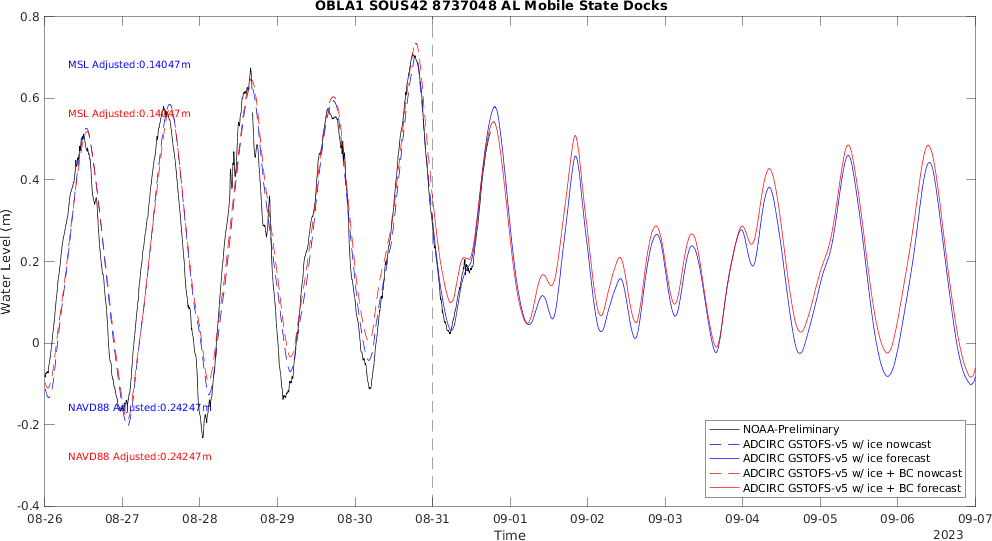 OBLA1 SOUS42 8737048 AL Mobile State Docks
0.8
0.6
0.4
0.2
0
-0.2
-0.4
Water Level (m)
MSL Adjusted:0.14047m
MSL Adjusted:0.14047m
NAVD88 Adjusted:0.24247m
NAVD88 Adjusted:0.24247m
NOAA-Preliminary
ADCIRC GSTOFS-v5 w/ ice nowcast
ADCIRC GSTOFS-v5 w/ ice forecast
ADCIRC GSTOFS-v5 w/ ice + BC nowcast
ADCIRC GSTOFS-v5 w/ ice + BC forecast
08-26 08-27 08-28 08-29 08-30 08-31 09-01 09-02 09-03 09-04 09-05 09-06 09-07
Time
2023